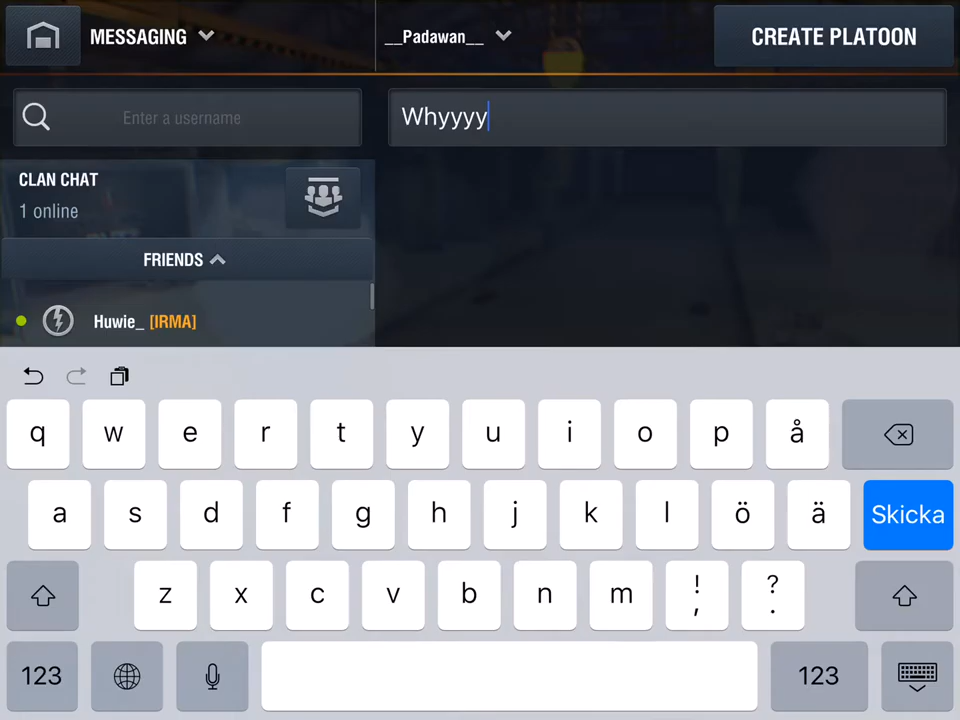 MESSAGING
__Padawan__
CREATE PLATOON
Enter a username
Whyyyy
CLAN CHAT
1 online
FRIENDS
Huwie_ [IRMA]
q w e r t y u i o p å
a s d f g h j k l ö ä Skicka
z x c v b n m ! , ? .
123 123